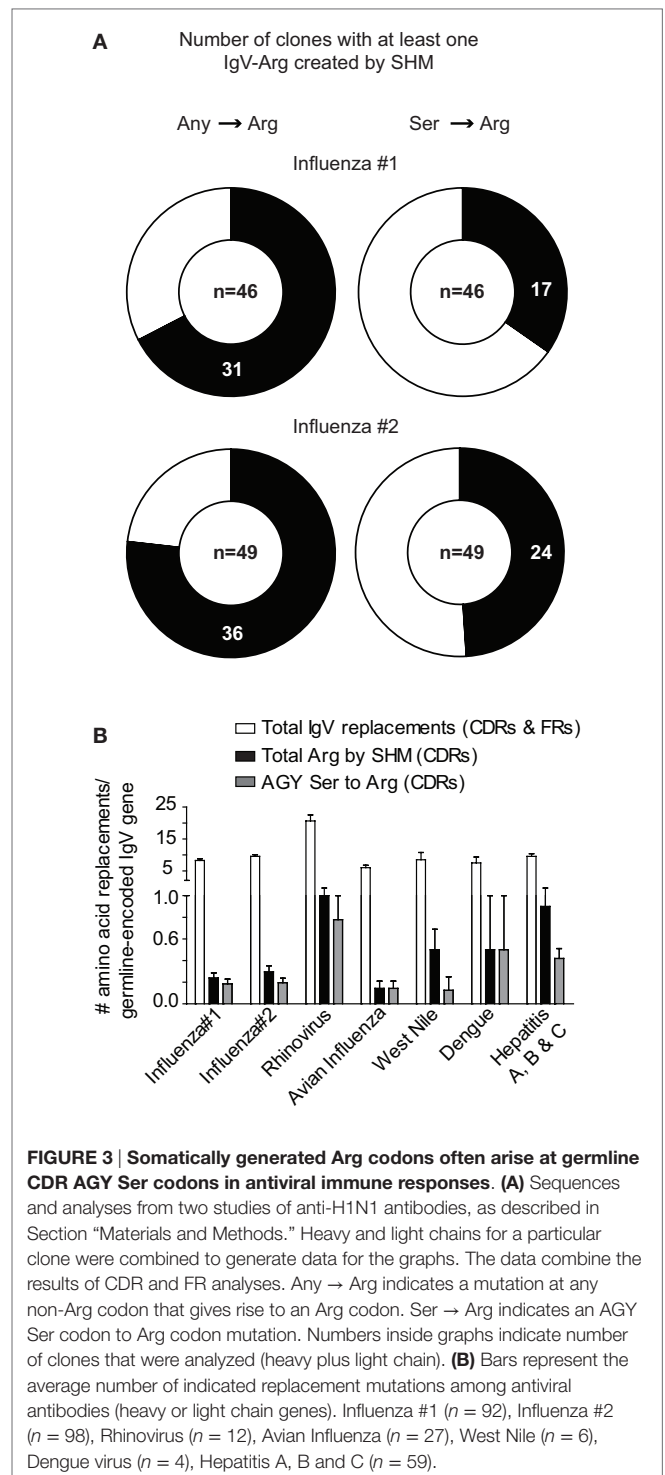 A
Number of clones with at least one
IgV-Arg created by SHM
Any → Arg
Ser → Arg
Influenza #1
n=46
31
n=46
17
Influenza #2
n=49
36
n=49
24
B
Total IgV replacements (CDRs & FRs)
Total Arg by SHM (CDRs)
AGY Ser to Arg (CDRs)
# amino acid replacements/
germline-encoded IgV gene
25
15
5
1.0
0.6
0.0
Influenza#1
Influenza#2
Rhinovirus
Avian Influenza
West Nile
Dengue
Hepatitis
A, B & C
FIGURE 3 | Somatically generated Arg codons often arise at germline
CDR AGY Ser codons in antiviral immune responses. (A) Sequences
and analyses from two studies of anti-H1N1 antibodies, as described in
Section “Materials and Methods.” Heavy and light chains for a particular
clone were combined to generate data for the graphs. The data combine the
results of CDR and FR analyses. Any → Arg indicates a mutation at any
non-Arg codon that gives rise to an Arg codon. Ser → Arg indicates an AGY
Ser codon to Arg codon mutation. Numbers inside graphs indicate number
of clones that were analyzed (heavy plus light chain). (B) Bars represent the
average number of indicated replacement mutations among antiviral
antibodies (heavy or light chain genes). Influenza #1 (n = 92), Influenza #2
(n = 98), Rhinovirus (n = 12), Avian Influenza (n = 27), West Nile (n = 6),
Dengue virus (n = 4), Hepatitis A, B and C (n = 59).